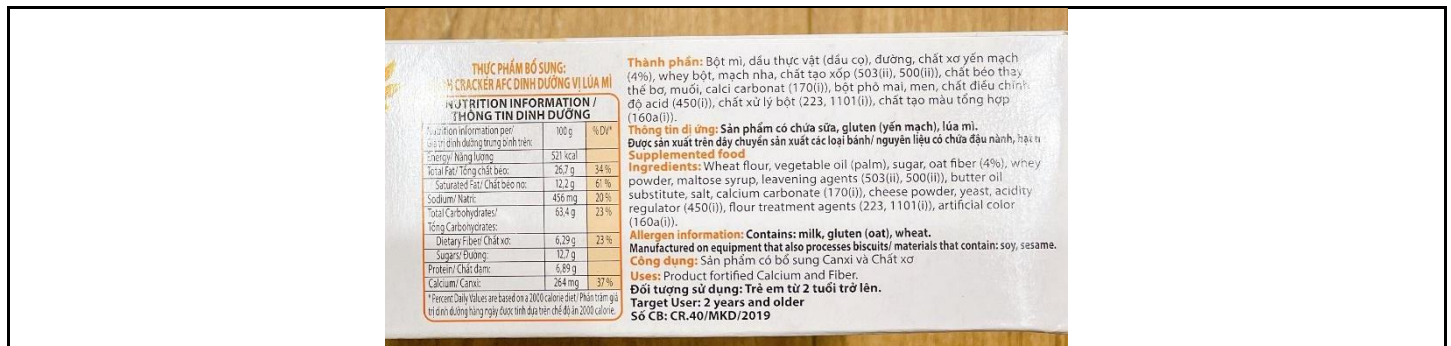 THỰC PHẨM BỔ SUNG:
CRACKER AFC DINH DƯỠNG VỊ LÚA MÌ
NUTRITION INFORMATION /
THÔNG TIN DINH DƯỠNG
Nutrition Information per/ 100 g %DV*
Giá trị dinh dưỡng trung bình trên:
Energy/ Năng lượng 521 kcal
Total Fat/ Tổng chất béo: 26,7 g 34 %
Saturated Fat/ Chất béo no: 12,2 g 61 %
Sodium/ Natri: 456 mg 20 %
Total Carbohydrates/ 63,4 g 23 %
Tổng Carbohydrates:
Dietary Fiber/ Chất xơ: 6,29 g 23 %
Sugars/ Đường: 12,7 g
Protein/ Chất đạm: 6,89 g
Calcium/ Canxi: 264 mg 37 %
*Percent Daily Values are based on a 2000 calorie diet/ Phần trăm giá
trị dinh dưỡng hàng ngày được tính dựa trên chế độ ăn 2000 calorie.
Thành phần: Bột mì, dầu thực vật (dầu cọ), đường, chất xơ yến mạch
(4%), whey bột, mạch nha, chất tạo xốp (503(ii), 500(ii)), chất béo thay
thế bơ, muối, calci carbonat (170(i)), bột phô mai, men, chất điều chỉnh
độ acid (450(i)), chất xử lý bột (223, 1101(i)), chất tạo màu tổng hợp
(160a(i)).
Thông tin dị ứng: Sản phẩm có chứa sữa, gluten (yến mạch), lúa mì.
Được sản xuất trên dây chuyền sản xuất các loại bánh/ nguyên liệu có chứa đậu nành,
Supplemented food
Ingredients: Wheat flour, vegetable oil (palm), sugar, oat fiber (4%), whey
powder, maltose syrup, leavening agents (503(ii), 500(ii)), butter oil
substitute, salt, calcium carbonate (170(i)), cheese powder, yeast, acidity
regulator (450(i)), flour treatment agents (223, 1101(i)), artificial color
(160a(i)).
Allergen information: Contains: milk, gluten (oat), wheat.
Manufactured on equipment that also processes biscuits/ materials that contain: soy, sesame.
Công dụng: Sản phẩm có bổ sung Canxi và Chất xơ
Uses: Product fortified Calcium and Fiber.
Đối tượng sử dụng: Trẻ em từ 2 tuổi trở lên.
Target User: 2 years and older
Số CB: CR.40/MKD/2019